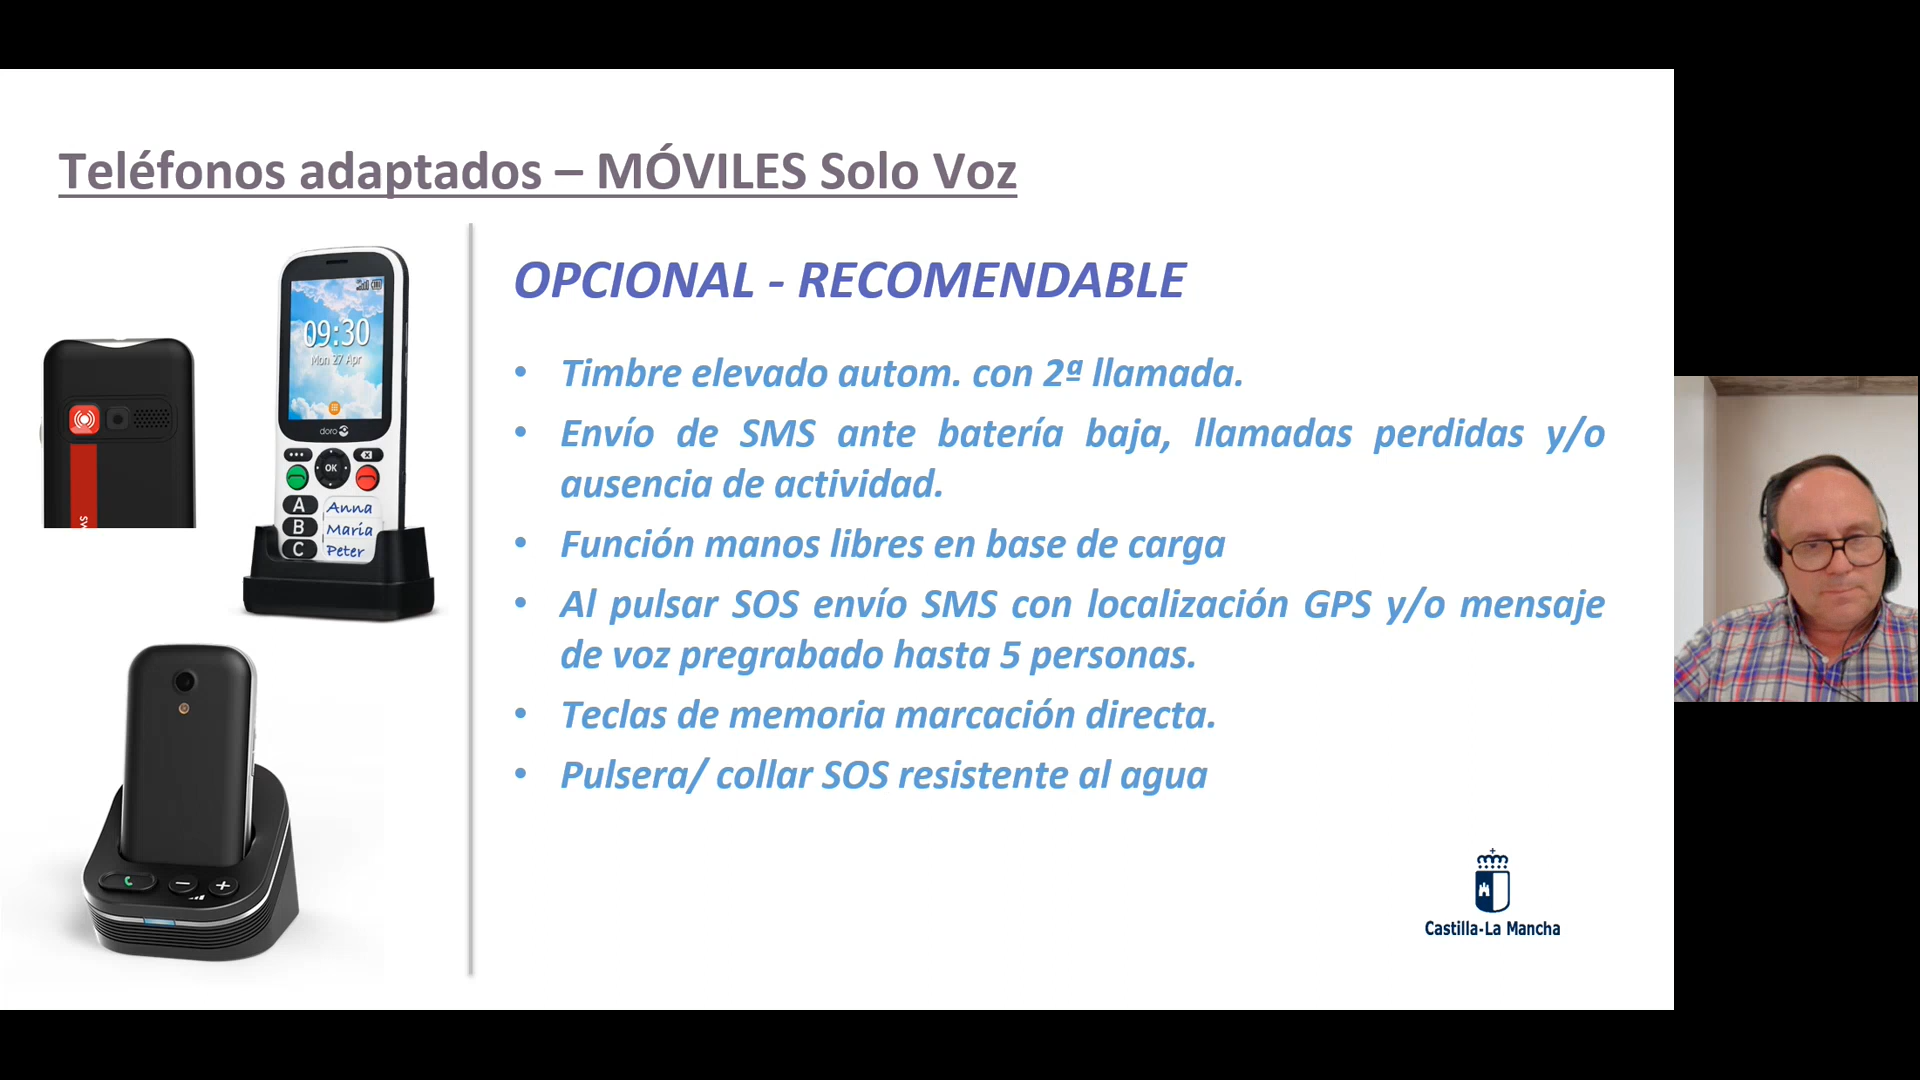 Teléfonos adaptados – MÓVILES Solo Voz
OPCIONAL - RECOMENDABLE
• Timbre elevado autom. con 2ª llamada.
• Envío de SMS ante batería baja, llamadas perdidas y/o
ausencia de actividad.
• Función manos libres en base de carga
• Al pulsar SOS envío SMS con localización GPS y/o mensaje
de voz pregrabado hasta 5 personas.
• Teclas de memoria marcación directa.
• Pulsera/ collar SOS resistente al agua
09:30
Mon 27 Apr
doro
OK
A Anna
B Maria
C Peter
Castilla-La Mancha